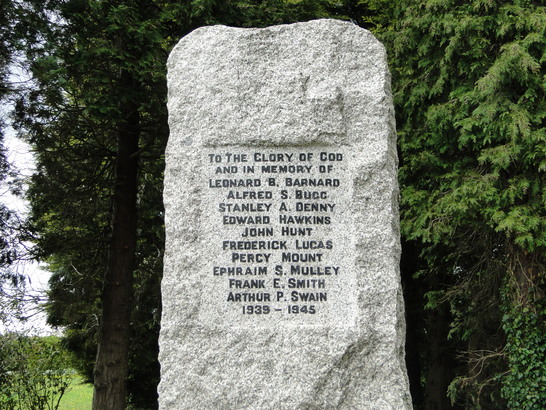 TO THE GLORY OF GOD
AND IN MEMORY OF
LEONARD B. BARNARD
ALFRED S. BUGG
STANLEY A. DENNY
EDWARD HAWKINS
JOHN HUNT
FREDERICK LUCAS
PERCY MOUNT
EPHRAIM S. MULLEY
FRANK E. SMITH
ARTHUR P. SWAIN
1939 – 1945